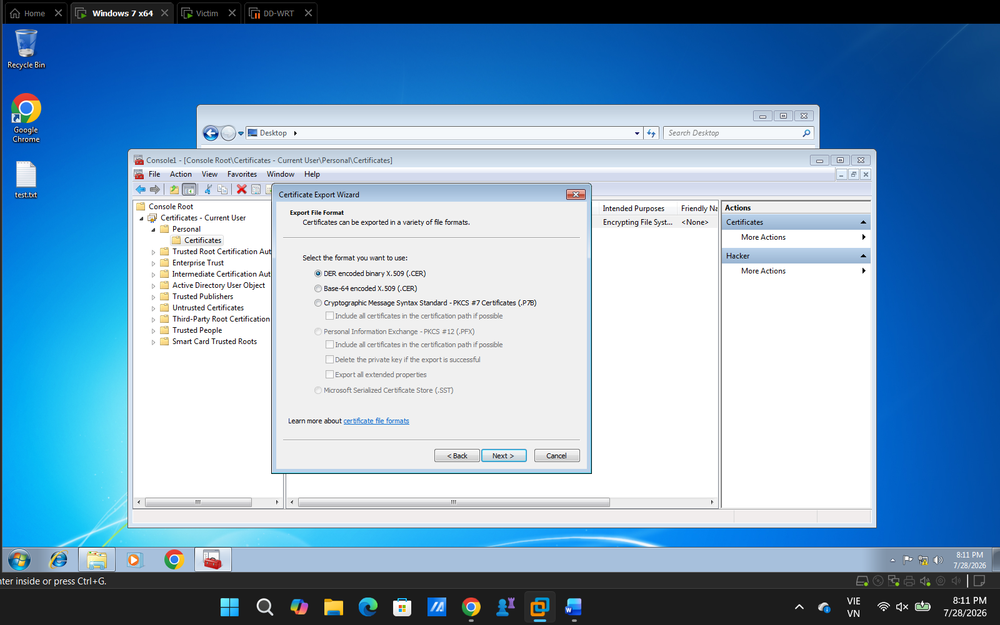 Home
Windows 7 x64
Victim
DD-WRT
Recycle Bin
Google
Chrome
test.txt
Desktop
Search Desktop
Console1 - [Console Root\Certificates - Current User\Personal\Certificates]
File Action View Favorites Window Help
Console Root
Certificates - Current User
Personal
Certificates
Trusted Root Certification Aut
Enterprise Trust
Intermediate Certification Aut
Active Directory User Object
Trusted Publishers
Untrusted Certificates
Third-Party Root Certification
Trusted People
Smart Card Trusted Roots
Certificate Export Wizard
Export File Format
Certificates can be exported in a variety of file formats.
Select the format you want to use:
DER encoded binary X.509 (.CER)
Base-64 encoded X.509 (.CER)
Cryptographic Message Syntax Standard - PKCS #7 Certificates (.P7B)
Include all certificates in the certification path if possible
Personal Information Exchange - PKCS #12 (.PFX)
Include all certificates in the certification path if possible
Delete the private key if the export is successful
Export all extended properties
Microsoft Serialized Certificate Store (.SST)
Learn more about certificate file formats
< Back
Next >
Cancel
Intended Purposes
Friendly Na
Encrypting File Syst...
<None>
Actions
Certificates
More Actions
Hacker
More Actions
8:11 PM
7/28/2026
nter inside or press Ctrl+G.
VIE
VN
8:11 PM
7/28/2026